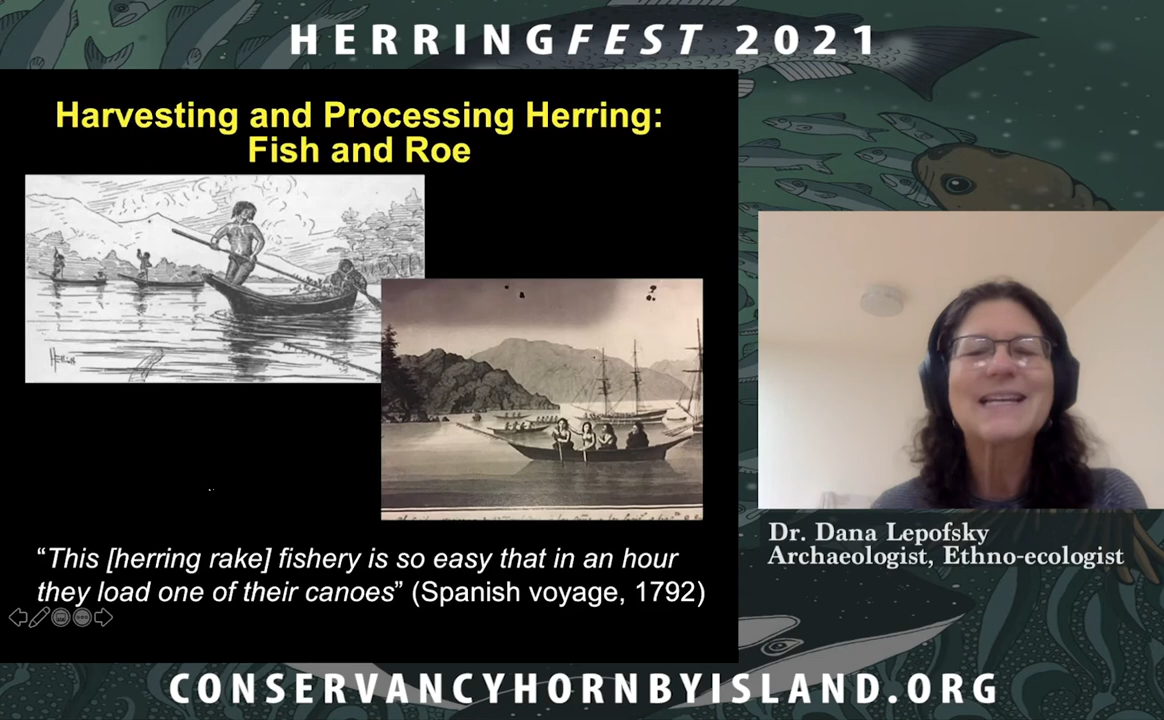 HERRINGFEST 2021
Harvesting and Processing Herring:
Fish and Roe
“This [herring rake] fishery is so easy that in an hour
they load one of their canoes” (Spanish voyage, 1792)
Dr. Dana Lepofsky
Archaeologist, Ethno-ecologist
CONSERVANCYHORNBYISLAND.ORG